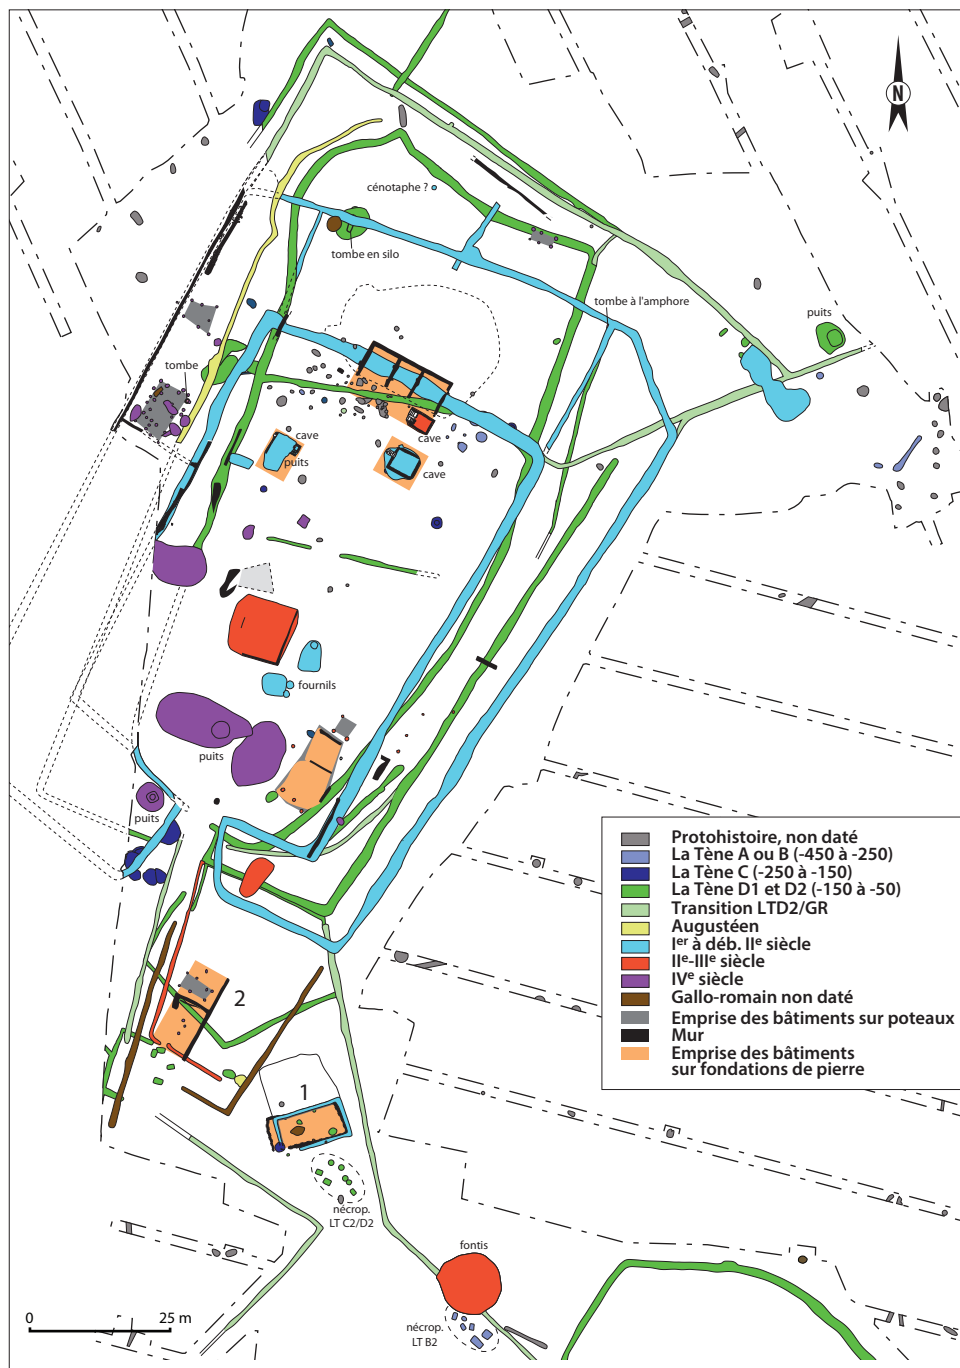 N
cénotaphe ?
tombe en silo
tombe à l'amphore
puits
tombe
cave
puits
cave
cave
fournils
puits
puits
Protohistoire, non daté
La Tène A ou B (-450 à -250)
La Tène C (-250 à -150)
La Tène D1 et D2 (-150 à -50)
Transition LTD2/GR
Augustéen
Ier à déb. IIe siècle
IIe-IIIe siècle
IVe siècle
Gallo-romain non daté
Emprise des bâtiments sur poteaux
Mur
Emprise des bâtiments
sur fondations de pierre
2
1
nécrop.
LT C2/D2
fontis
nécrop.
LT B2
0 25 m